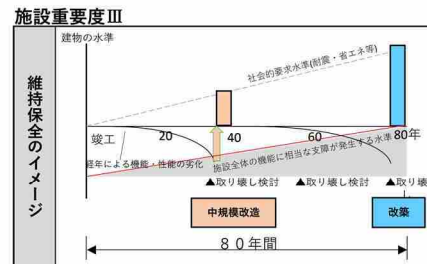 施設重要度Ⅲ
維持保全のイメージ
建物の水準
社会的要求水準(耐震・省エネ等)
竣工 20 40 60 80年
経年による機能・性能の劣化
施設全体の機能に相当な支障が発生する水準
▲取り壊し検討 ▲取り壊し検討 ▲取り壊
中規模改造 改築
８０年間